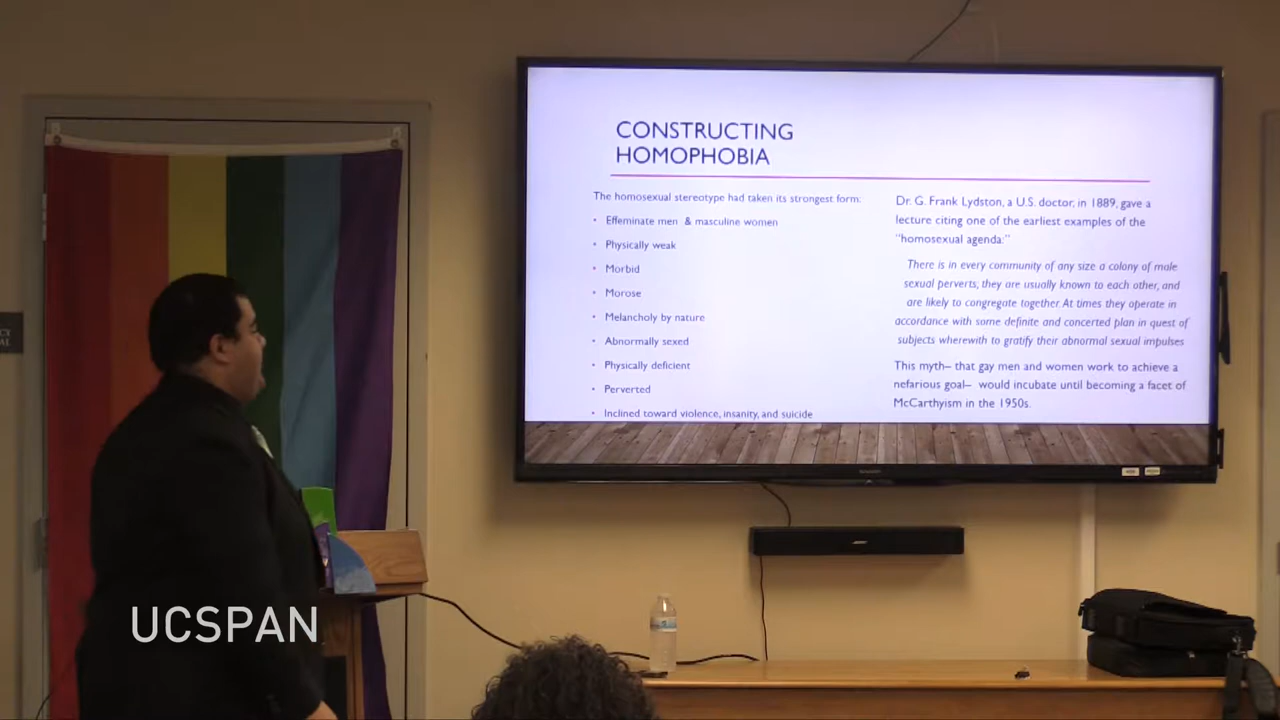 CONSTRUCTING
HOMOPHOBIA
The homosexual stereotype had taken its strongest form:
• Effeminate men & masculine women
• Physically weak
• Morbid
• Morose
• Melancholy by nature
• Abnormally sexed
• Physically deficient
• Perverted
• Inclined toward violence, insanity, and suicide
Dr. G. Frank Lydston, a U.S. doctor, in 1889, gave a
lecture citing one of the earliest examples of the
"homosexual agenda:"
There is in every community of any size a colony of male
sexual perverts; they are usually known to each other, and
are likely to congregate together. At times they operate in
accordance with some definite and concerted plan in quest of
subjects wherewith to gratify their abnormal sexual impulses
This myth– that gay men and women work to achieve a
nefarious goal– would incubate until becoming a facet of
McCarthyism in the 1950s.
UCSPAN